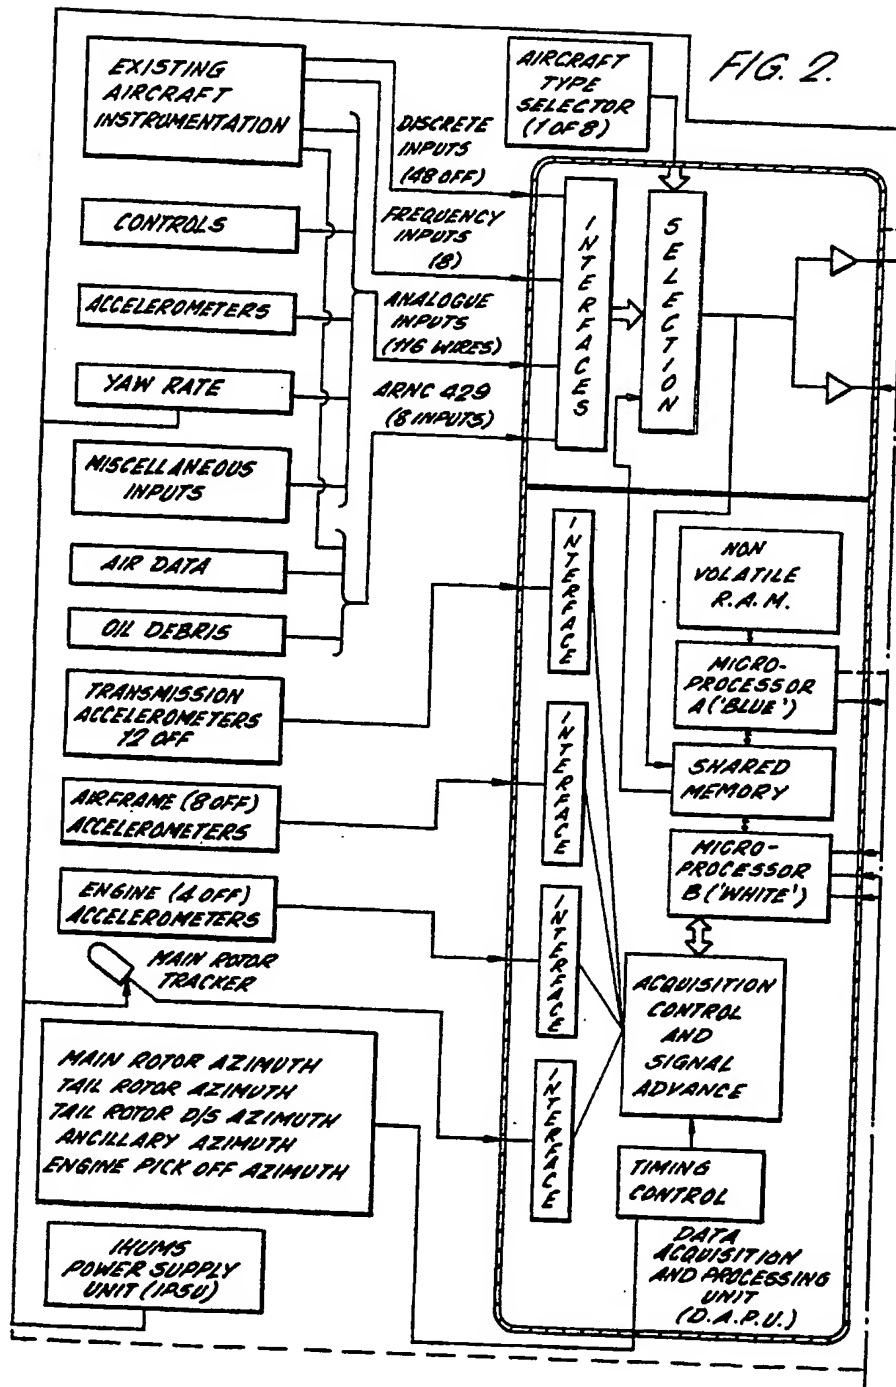 FIG. 2.
EXISTING
AIRCRAFT
INSTRUMENTATION
CONTROLS
ACCELEROMETERS
YAW RATE
MISCELLANEOUS
INPUTS
AIR DATA
OIL DEBRIS
TRANSMISSION
ACCELEROMETERS
12 OFF
AIRFRAME (8 OFF)
ACCELEROMETERS
ENGINE (4 OFF)
ACCELEROMETERS
MAIN ROTOR
TRACKER
MAIN ROTOR AZIMUTH
TAIL ROTOR AZIMUTH
TAIL ROTOR D/S AZIMUTH
ANCILLARY AZIMUTH
ENGINE PICK OFF AZIMUTH
IHUMS
POWER SUPPLY
UNIT (IPSU)
DISCRETE
INPUTS
(48 OFF)
FREQUENCY
INPUTS
(8)
ANALOGUE
INPUTS
(116 WIRES)
ARNC 429
(8 INPUTS)
AIRCRAFT
TYPE
SELECTOR
(1 OF 8)
INTERFACES
SELECTION
INTERFACE
INTERFACE
INTERFACE
INTERFACE
NON
VOLATILE
R.A.M.
MICRO-
PROCESSOR
A ('BLUE')
SHARED
MEMORY
MICRO-
PROCESSOR
B ('WHITE')
ACQUISITION
CONTROL
AND
SIGNAL
ADVANCE
TIMING
CONTROL
DATA
ACQUISITION
AND PROCESSING
UNIT
(D.A.P.U.)